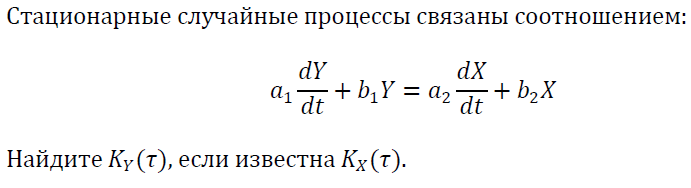 Стационарные случайные процессы связаны соотношением:
a₁ dY/dt + b₁Y = a₂ dX/dt + b₂X
Найдите K_Y(τ), если известна K_X(τ).